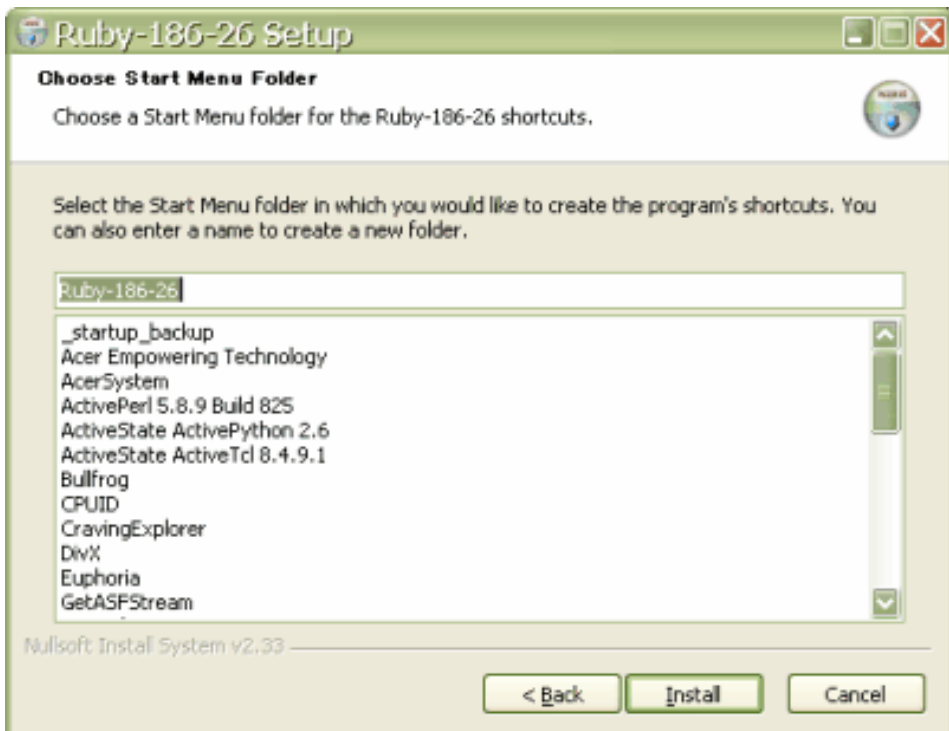 Ruby-186-26 Setup
Choose Start Menu Folder
Choose a Start Menu folder for the Ruby-186-26 shortcuts.
Select the Start Menu folder in which you would like to create the program's shortcuts. You
can also enter a name to create a new folder.
Ruby-186-26
_startup_backup
Acer Empowering Technology
AcerSystem
ActivePerl 5.8.9 Build 825
ActiveState ActivePython 2.6
ActiveState ActiveTcl 8.4.9.1
Bullfrog
CPUID
CravingExplorer
DivX
Euphoria
GetASFStream
Nullsoft Install System v2.33
< Back Install Cancel